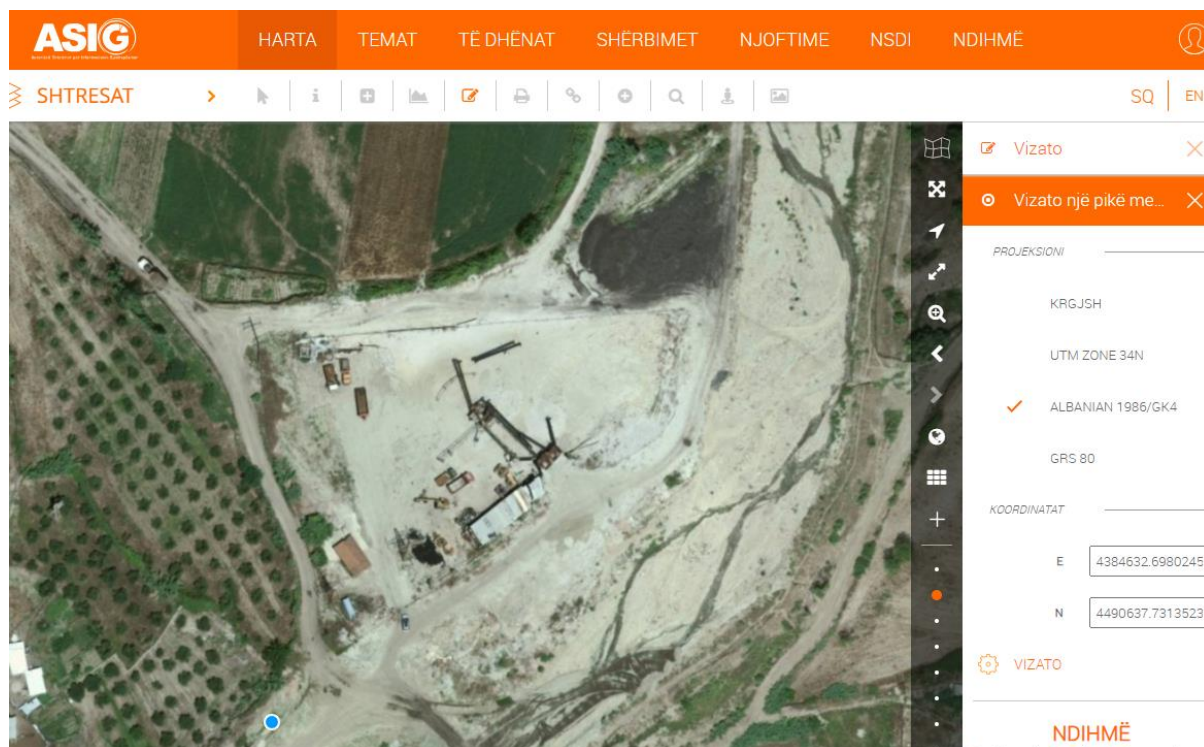 ASIG
HARTA TEMAT TË DHËNAT SHËRBIMET NJOFTIME NSDI NDIHMË
SHTRESAT
SQ EN
Vizato
Vizato një pikë me...
PROJEKSIONI
KRGJSH
UTM ZONE 34N
ALBANIAN 1986/GK4
GRS 80
KOORDINATAT
E 4384632.6980245
N 4490637.7313523
VIZATO
NDIHMË